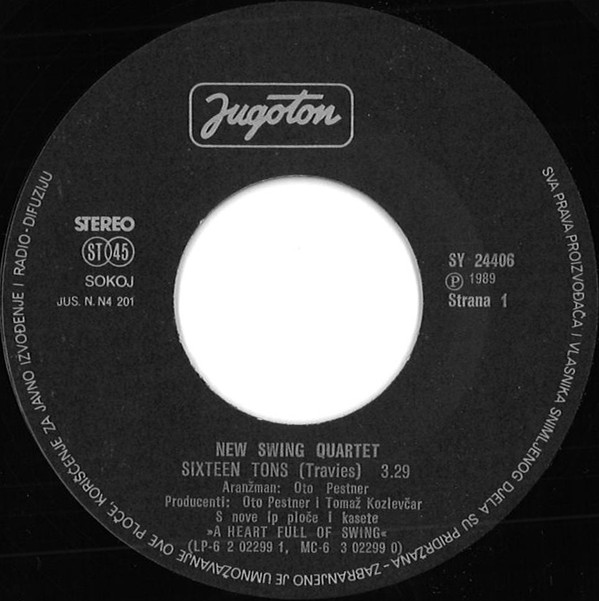 Jugoton
STEREO
ST 45
SOKOJ
JUS. N. N4 201
SY 24406
Ⓟ 1989
Strana 1
NEW SWING QUARTET
SIXTEEN TONS (Travies) 3.29
Aranžman: Oto Pestner
Producenti: Oto Pestner i Tomaž Kozlevčar
S nove lp ploče I kasete
»A HEART FULL OF SWING«
(LP-6 2 02299 1, MC-6 3 02299 0)
SVA PRAVA PROIZVOĐAČA I VLASNIKA SNIMLJENOG DJELA SU PRIDRŽANA - ZABRANJENO JE UMNOŽAVANJE OVE PLOČE, KORIŠĆENJE ZA JAVNO IZVOĐENJE I RADIO-DIFUZIJU